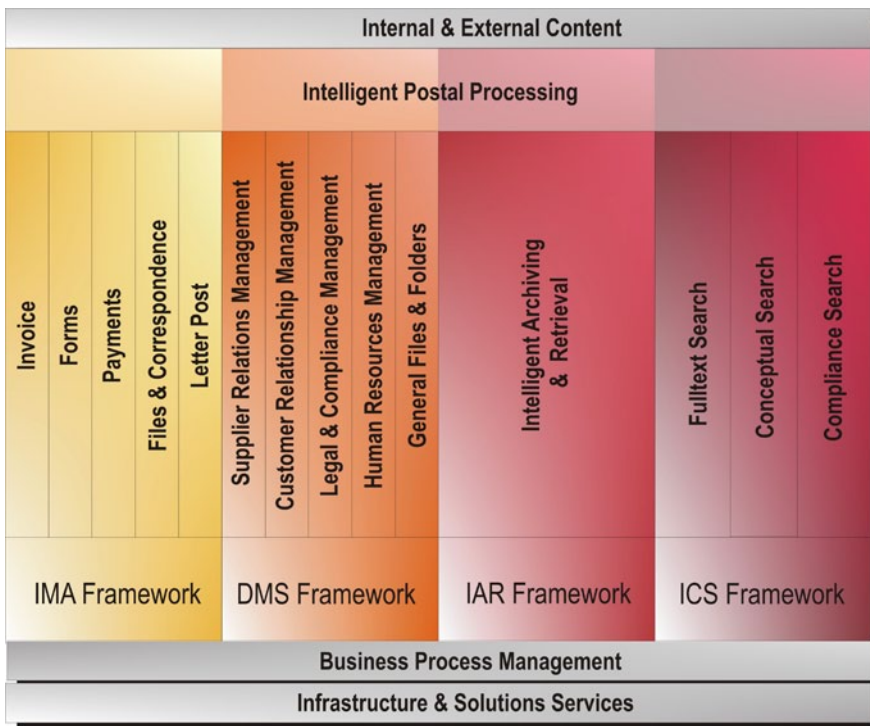 Internal & External Content
Intelligent Postal Processing
Invoice
Forms
Payments
Files & Correspondence
Letter Post
Supplier Relations Management
Customer Relationship Management
Legal & Compliance Management
Human Resources Management
General Files & Folders
Intelligent Archiving
& Retrieval
Fulltext Search
Conceptual Search
Compliance Search
IMA Framework
DMS Framework
IAR Framework
ICS Framework
Business Process Management
Infrastructure & Solutions Services